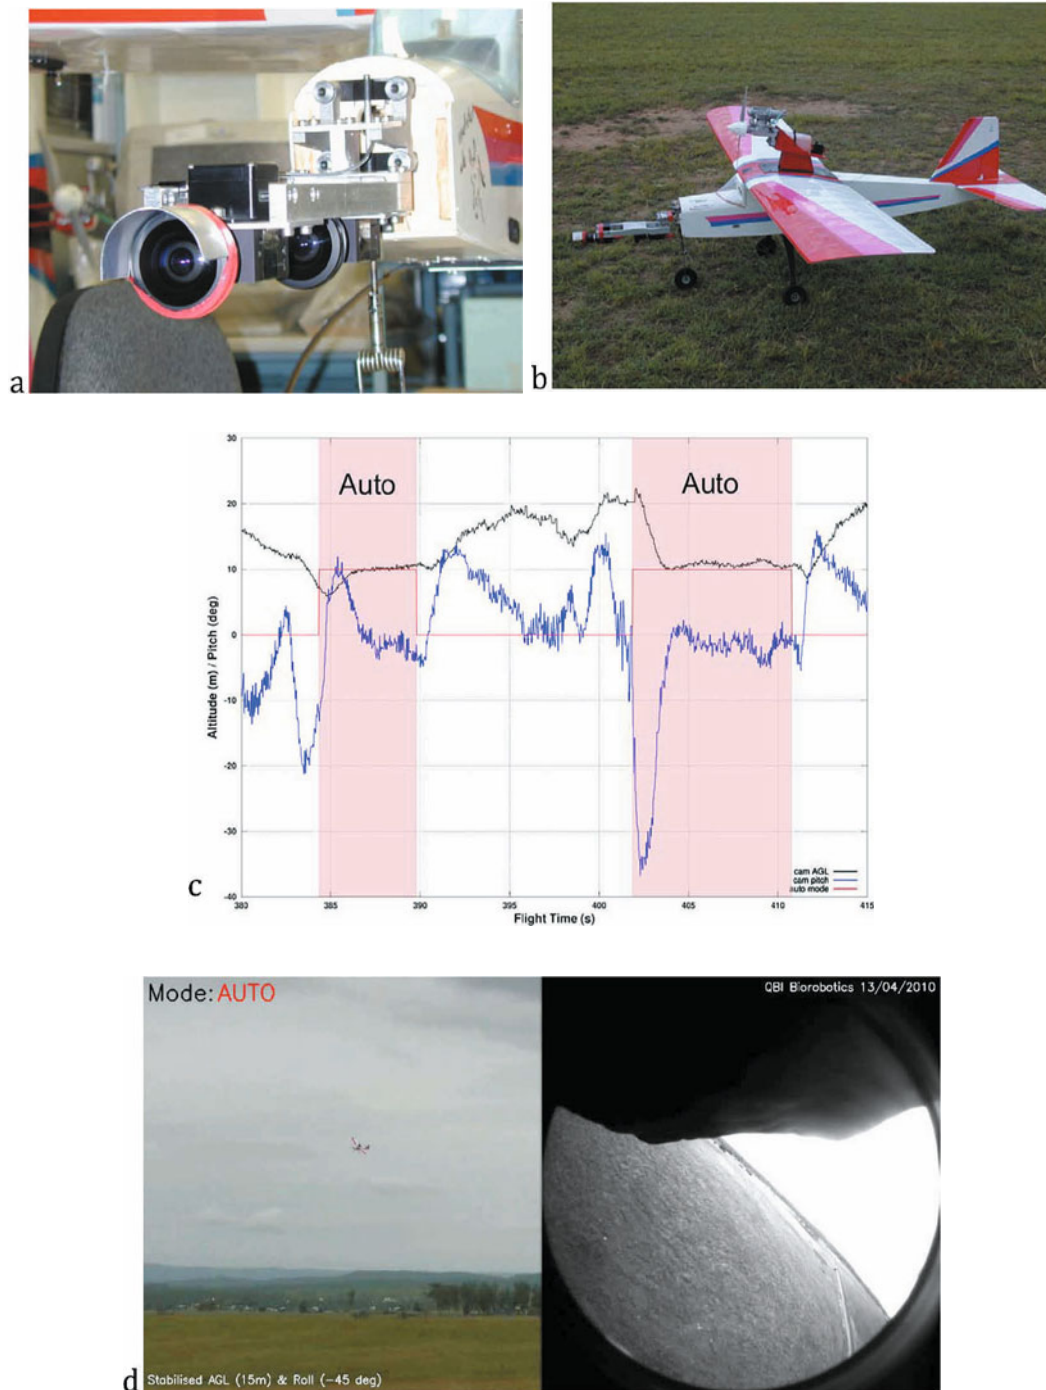 a
b
30
20
10
0
-10
-20
-30
-40
Altitude (m) / Pitch (deg)
Auto
Auto
cam AGL
cam pitch
auto mode
380
385
390
395
400
405
410
415
Flight Time (s)
c
Mode: AUTO
QBI Biorobotics 13/04/2010
Stabilised AGL (15m) & Roll (-45 deg)
d